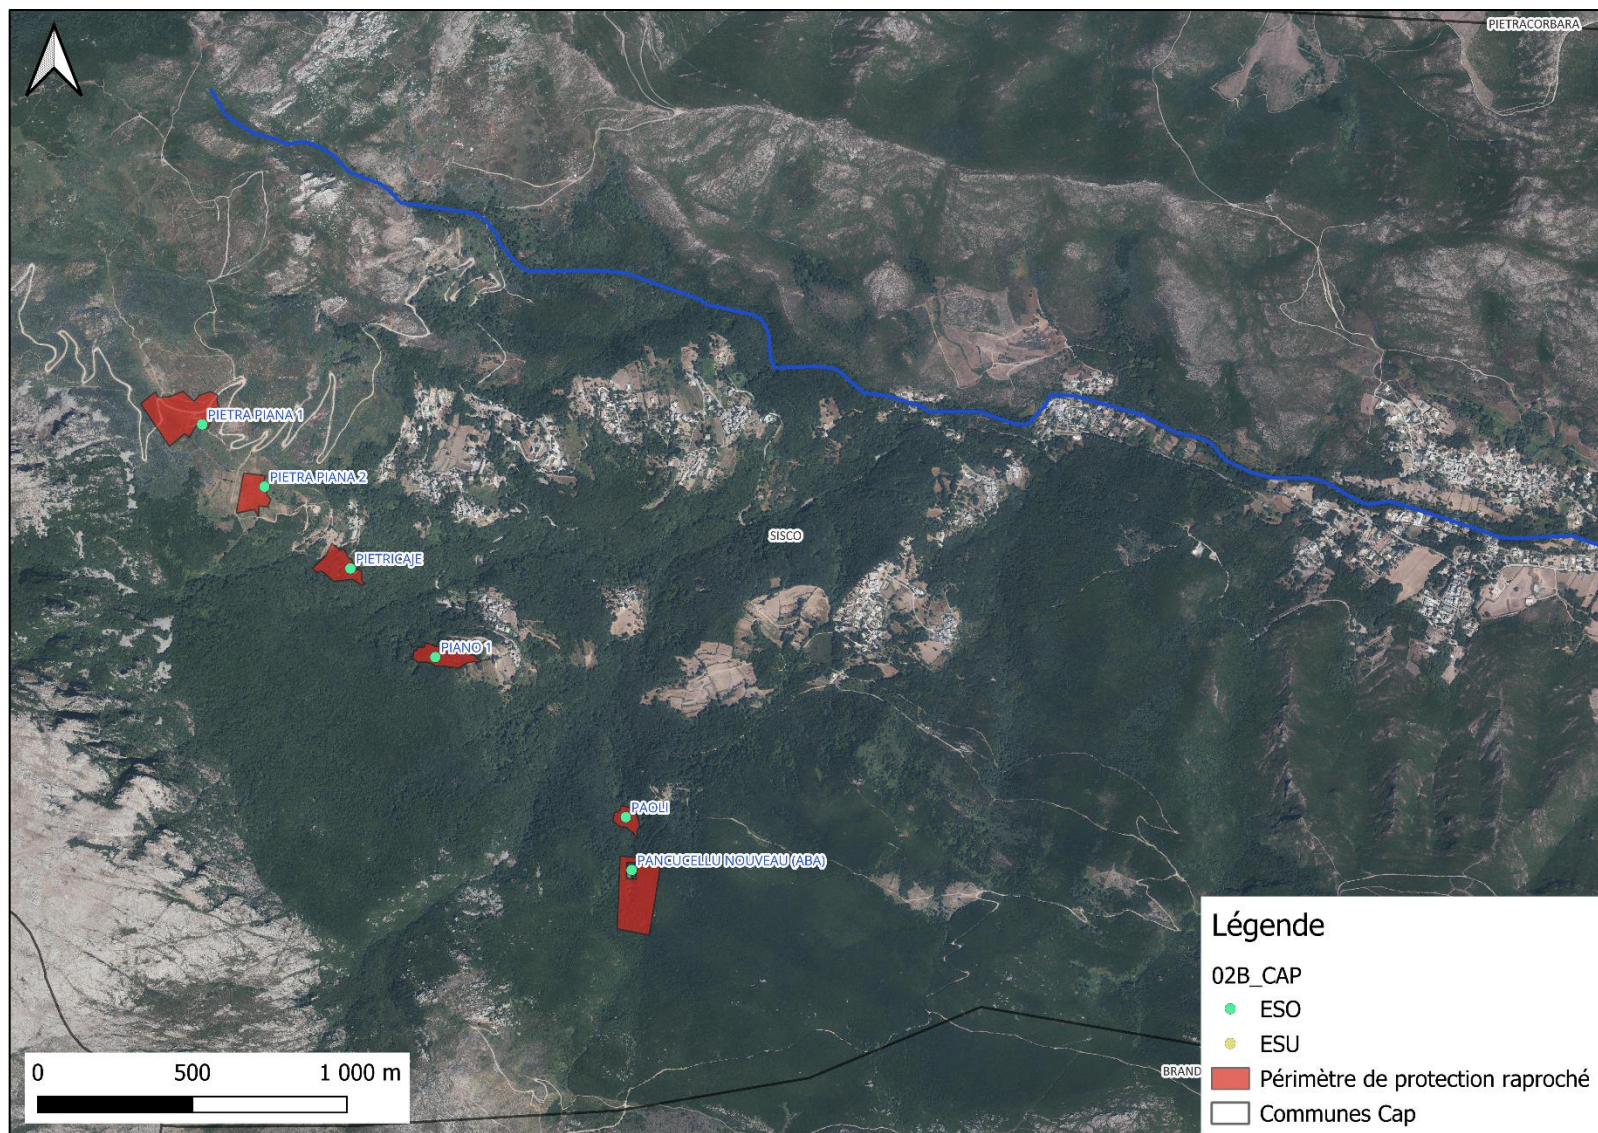 PIETRACORBARA
PIETRA PIANA 1
PIETRA PIANA 2
SISCO
PIETRICAJE
PIANO 1
PAOLI
PANCUCELLU NOUVEAU (ABA)
BRAND
Légende
02B_CAP
ESO
ESU
Périmètre de protection raproché
Communes Cap
0 500 1 000 m